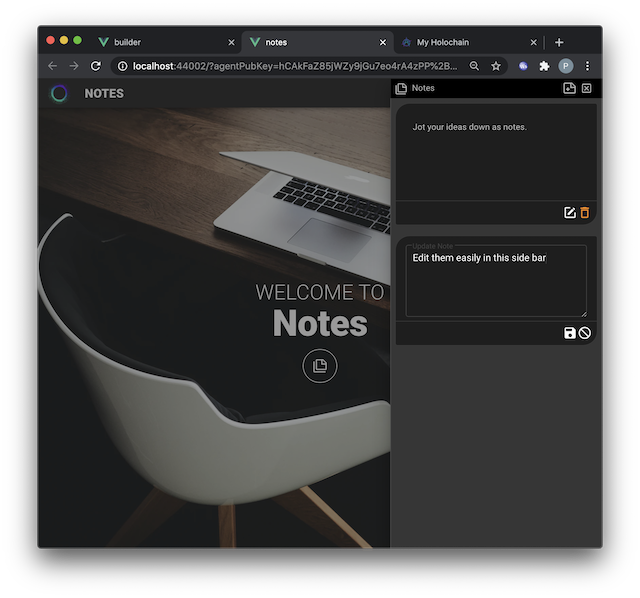 builder
notes
My Holochain
localhost:44002/?agentPubKey=hCAkFaZ85jWZy9jGu7eo4rA4zPP%2B...
P
NOTES
Notes
Jot your ideas down as notes.
Update Note
Edit them easily in this side bar
WELCOME TO
Notes